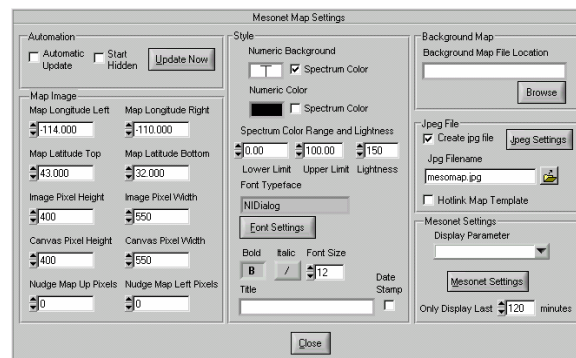 Mesonet Map Settings
Automation
Automatic Update
Start Hidden
Update Now
Map Image
Map Longitude Left
Map Longitude Right
-114.000
-110.000
Map Latitude Top
Map Latitude Bottom
43.000
32.000
Image Pixel Height
Image Pixel Width
400
550
Canvas Pixel Height
Canvas Pixel Width
400
550
Nudge Map Up Pixels
Nudge Map Left Pixels
0
0
Style
Numeric Background
T
Spectrum Color
Numeric Color
Spectrum Color
Spectrum Color Range and Lightness
0.00
100.00
150
Lower Limit
Upper Limit
Lightness
Font Typeface
NIDialog
Font Settings
Bold
Italic
Font Size
B
/
12
Title
Date Stamp
Background Map
Background Map File Location
Browse
Jpeg File
Create jpg file
Jpeg Settings
Jpg Filename
mesomap.jpg
Hotlink Map Template
Mesonet Settings
Display Parameter
Mesonet Settings
Only Display Last 120 minutes
Close